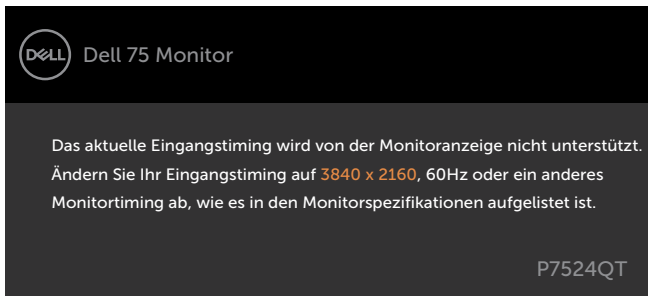 DELL Dell 75 Monitor
Das aktuelle Eingangstiming wird von der Monitoranzeige nicht unterstützt.
Ändern Sie Ihr Eingangstiming auf 3840 x 2160, 60Hz oder ein anderes
Monitortiming ab, wie es in den Monitorspezifikationen aufgelistet ist.
P7524QT